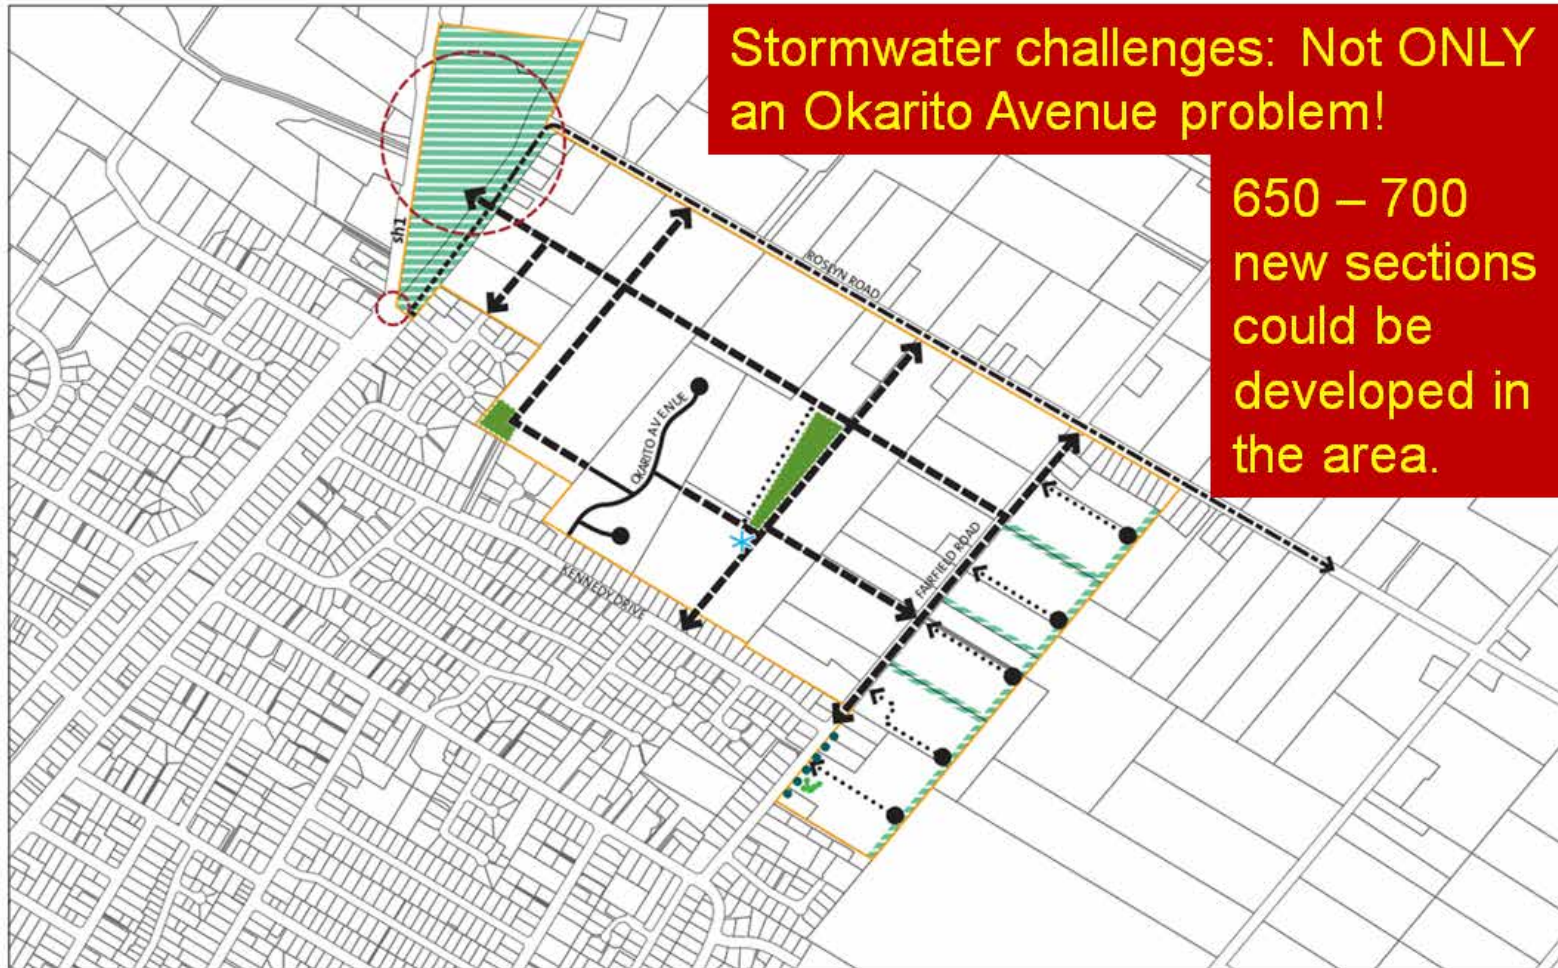 Stormwater challenges: Not ONLY
an Okarito Avenue problem!
650 – 700
new sections
could be
developed in
the area.
sh1
ROSLYN ROAD
OKARITO AVENUE
FAIRFIELD ROAD
KENNEDY DRIVE